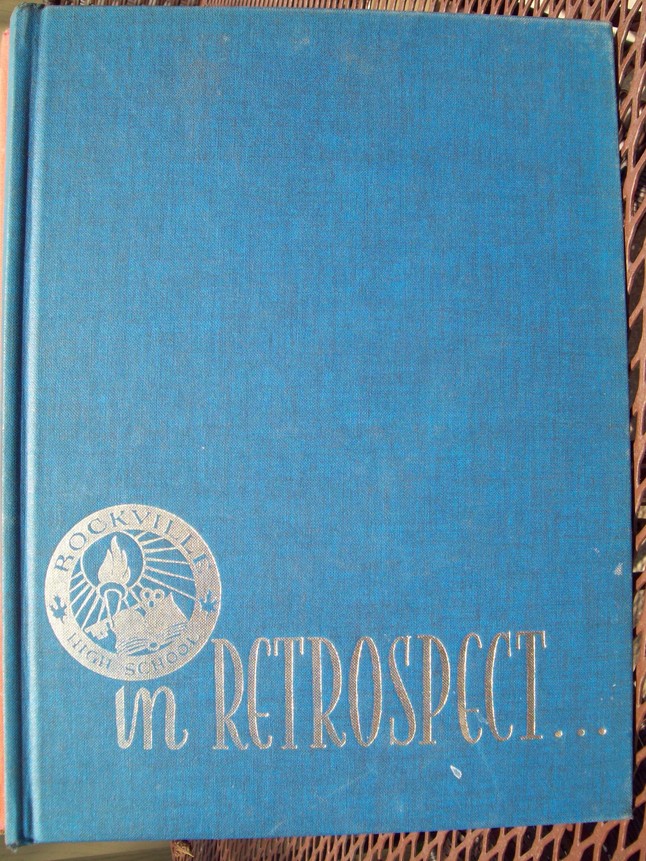 ROCKVILLE
HIGH SCHOOL
in RETROSPECT...